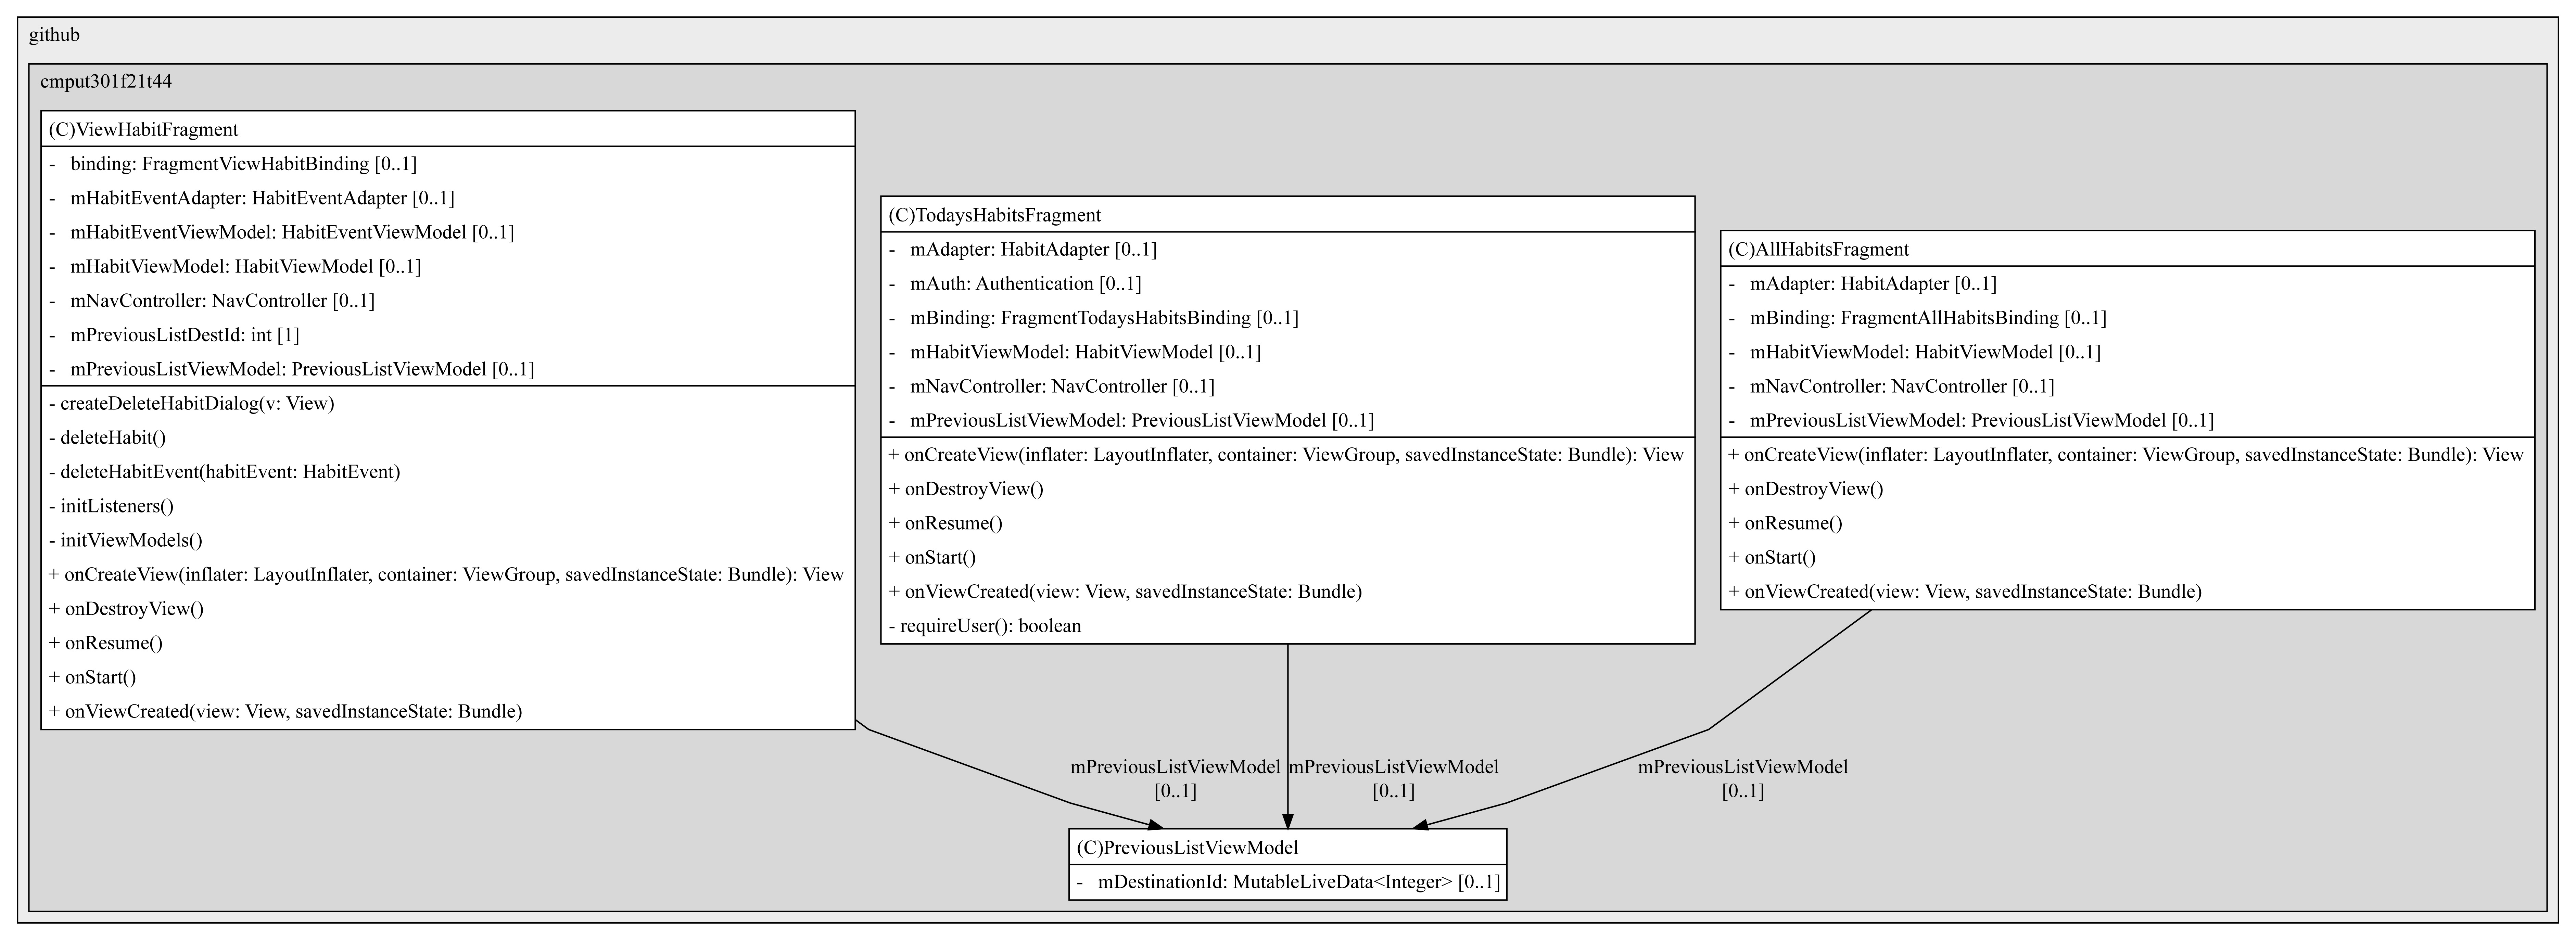 github
cmput301f21t44
(C)ViewHabitFragment
- binding: FragmentViewHabitBinding [0..1]
- mHabitEventAdapter: HabitEventAdapter [0..1]
- mHabitEventViewModel: HabitEventViewModel [0..1]
- mHabitViewModel: HabitViewModel [0..1]
- mNavController: NavController [0..1]
- mPreviousListDestId: int [1]
- mPreviousListViewModel: PreviousListViewModel [0..1]
- createDeleteHabitDialog(v: View)
- deleteHabit()
- deleteHabitEvent(habitEvent: HabitEvent)
- initListeners()
- initViewModels()
+ onCreateView(inflater: LayoutInflater, container: ViewGroup, savedInstanceState: Bundle): View
+ onDestroyView()
+ onResume()
+ onStart()
+ onViewCreated(view: View, savedInstanceState: Bundle)
(C)TodaysHabitsFragment
- mAdapter: HabitAdapter [0..1]
- mAuth: Authentication [0..1]
- mBinding: FragmentTodaysHabitsBinding [0..1]
- mHabitViewModel: HabitViewModel [0..1]
- mNavController: NavController [0..1]
- mPreviousListViewModel: PreviousListViewModel [0..1]
+ onCreateView(inflater: LayoutInflater, container: ViewGroup, savedInstanceState: Bundle): View
+ onDestroyView()
+ onResume()
+ onStart()
+ onViewCreated(view: View, savedInstanceState: Bundle)
- requireUser(): boolean
(C)AllHabitsFragment
- mAdapter: HabitAdapter [0..1]
- mBinding: FragmentAllHabitsBinding [0..1]
- mHabitViewModel: HabitViewModel [0..1]
- mNavController: NavController [0..1]
- mPreviousListViewModel: PreviousListViewModel [0..1]
+ onCreateView(inflater: LayoutInflater, container: ViewGroup, savedInstanceState: Bundle): View
+ onDestroyView()
+ onResume()
+ onStart()
+ onViewCreated(view: View, savedInstanceState: Bundle)
mPreviousListViewModel
[0..1]
mPreviousListViewModel
[0..1]
mPreviousListViewModel
[0..1]
(C)PreviousListViewModel
- mDestinationId: MutableLiveData<Integer> [0..1]